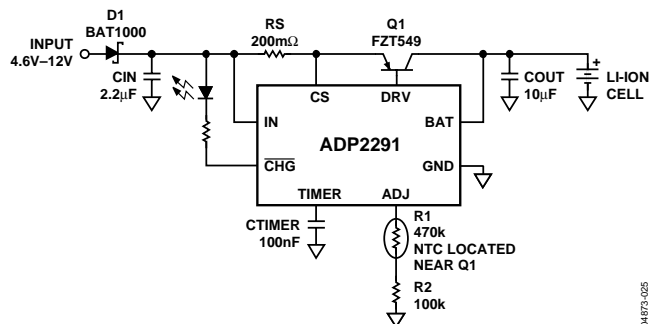 D1
BAT1000
INPUT
4.6V–12V
CIN
2.2μF
RS
200mΩ
Q1
FZT549
COUT
10μF
+
LI-ION
CELL
CS
DRV
IN
BAT
ADP2291
CHG
GND
TIMER
ADJ
CTIMER
100nF
R1
470k
NTC LOCATED
NEAR Q1
R2
100k
04873-025